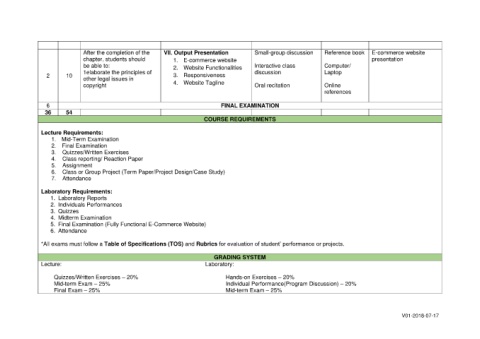 After the completion of the chapter, students should be able to:
1elaborate the principles of other legal issues in copyright
2
10
VII. Output Presentation
1. E-commerce website
2. Website Functionalities
3. Responsiveness
4. Website Tagline
Small-group discussion
Interactive class discussion
Oral recitation
Reference book
Computer/ Laptop
Online references
E-commerce website presentation
6
FINAL EXAMINATION
36 54
COURSE REQUIREMENTS
Lecture Requirements:
1. Mid-Term Examination
2. Final Examination
3. Quizzes/Written Exercises
4. Class reporting/ Reaction Paper
5. Assignment
6. Class or Group Project (Term Paper/Project Design/Case Study)
7. Attendance
Laboratory Requirements:
1. Laboratory Reports
2. Individuals Performances
3. Quizzes
4. Midterm Examination
5. Final Examination (Fully Functional E-Commerce Website)
6. Attendance
*All exams must follow a Table of Specifications (TOS) and Rubrics for evaluation of student' performance or projects.
GRADING SYSTEM
Lecture: Laboratory:
Quizzes/Written Exercises – 20% Hands-on Exercises – 20%
Mid-term Exam – 25% Individual Performance(Program Discussion) – 20%
Final Exam – 25% Mid-term Exam – 25%
V01-2018-07-17